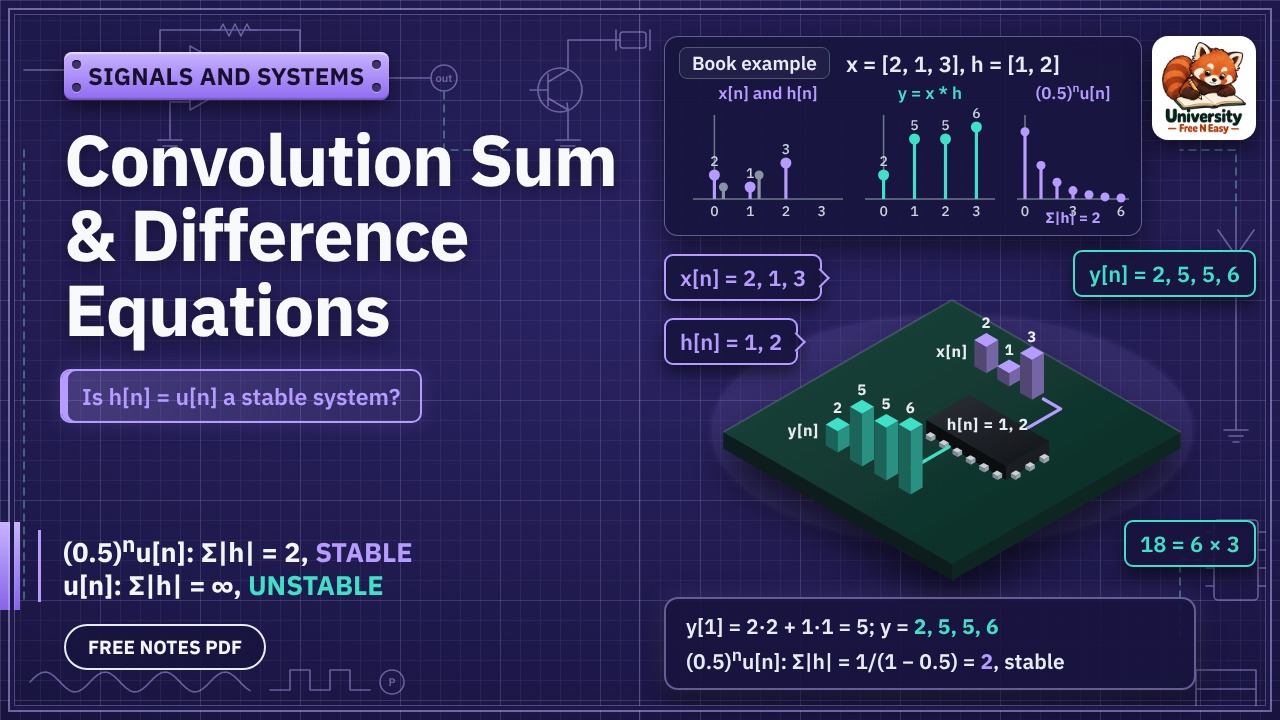 SIGNALS AND SYSTEMS
out
Convolution Sum
& Difference
Equations
Is h[n] = u[n] a stable system?
(0.5)ⁿu[n]: Σ|h| = 2, STABLE
u[n]: Σ|h| = ∞, UNSTABLE
FREE NOTES PDF
P
Book example
x = [2, 1, 3], h = [1, 2]
x[n] and h[n]
2
1
3
0 1 2 3
y = x * h
2
5
5
6
0 1 2 3
(0.5)ⁿu[n]
0 3 6
Σ|h| = 2
University
Free N Easy
x[n] = 2, 1, 3
h[n] = 1, 2
y[n] = 2, 5, 5, 6
x[n]
2
1
3
h[n] = 1, 2
y[n]
2
5
5
6
18 = 6 × 3
y[1] = 2·2 + 1·1 = 5; y = 2, 5, 5, 6
(0.5)ⁿu[n]: Σ|h| = 1/(1 − 0.5) = 2, stable